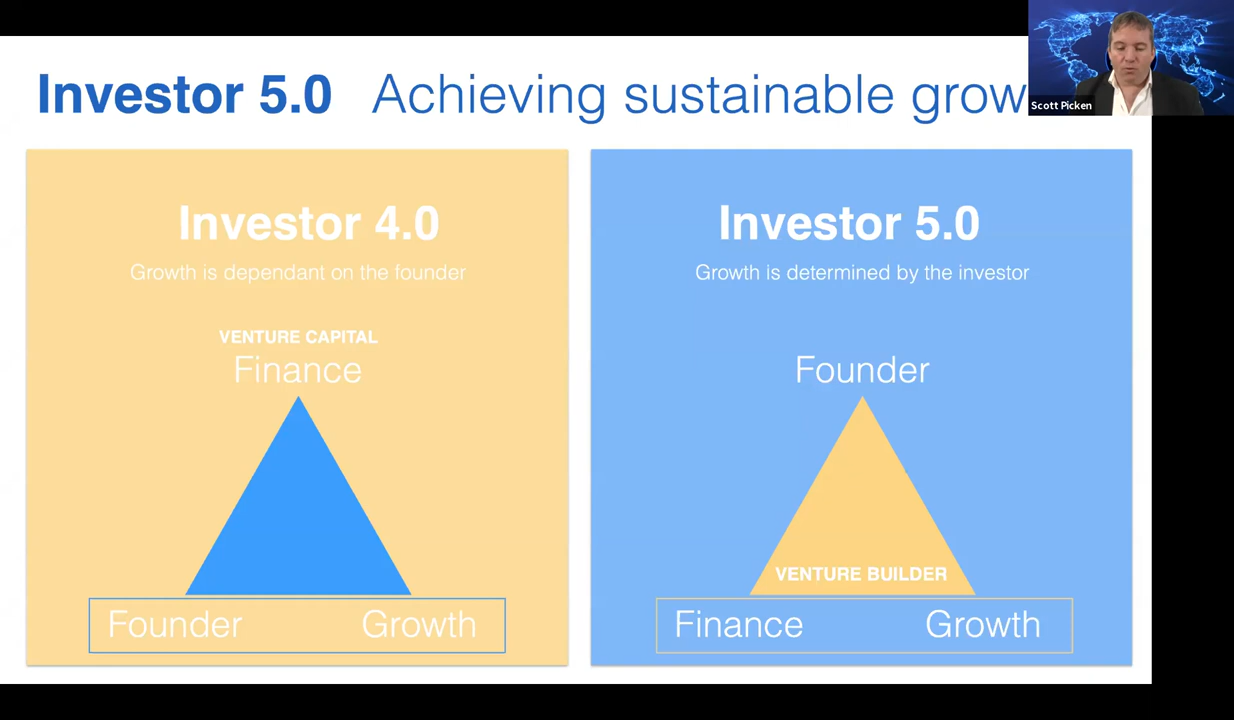 Investor 5.0 Achieving sustainable grow
Scott Picken
Investor 4.0
Growth is dependant on the founder
VENTURE CAPITAL
Finance
Founder Growth
Investor 5.0
Growth is determined by the investor
Founder
VENTURE BUILDER
Finance Growth